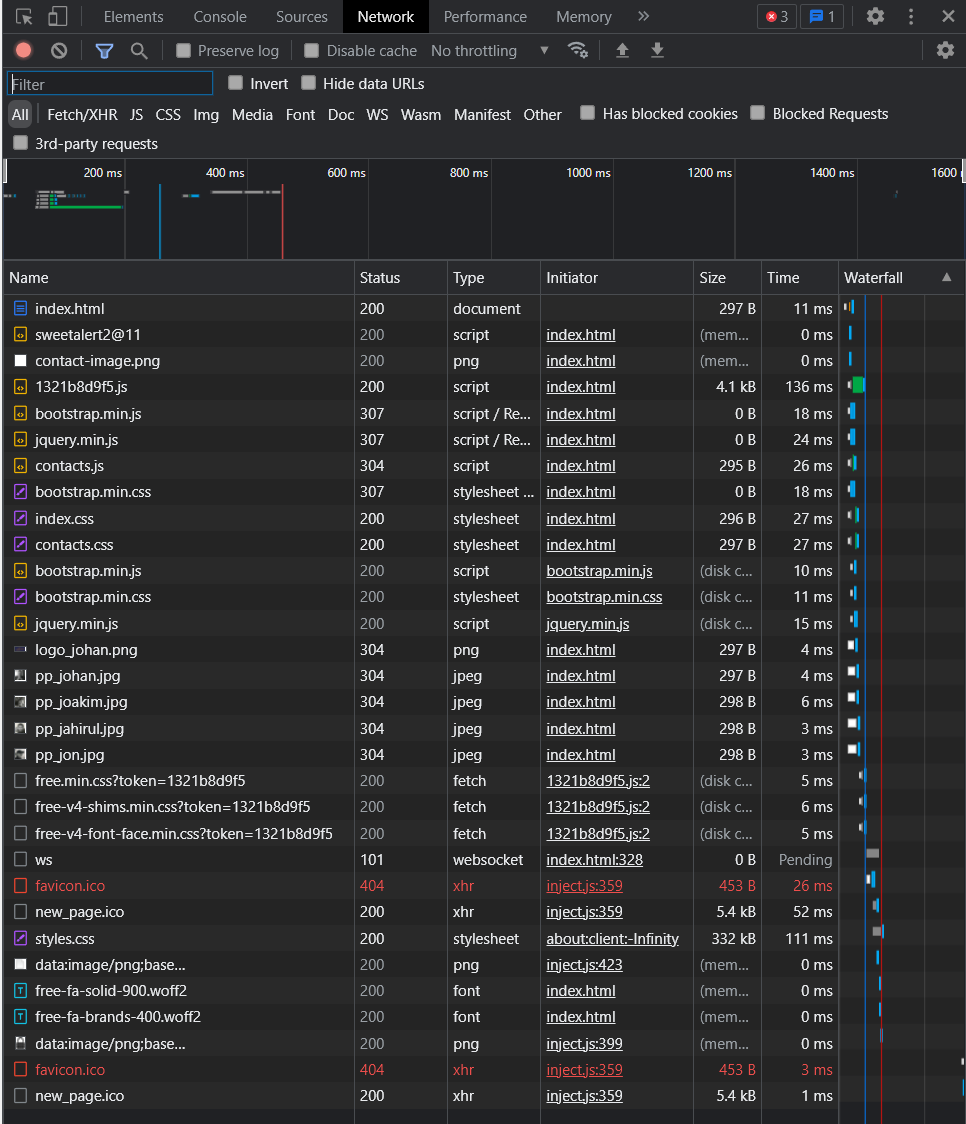 Elements Console Sources Network Performance Memory » 3 1
Preserve log Disable cache No throttling
Filter Invert Hide data URLs
All Fetch/XHR JS CSS Img Media Font Doc WS Wasm Manifest Other Has blocked cookies Blocked Requests
3rd-party requests
200 ms 400 ms 600 ms 800 ms 1000 ms 1200 ms 1400 ms 1600
Name Status Type Initiator Size Time Waterfall
index.html 200 document 297 B 11 ms
sweetalert2@11 200 script index.html (mem... 0 ms
contact-image.png 200 png index.html (mem... 0 ms
1321b8d9f5.js 200 script index.html 4.1 kB 136 ms
bootstrap.min.js 307 script / Re... index.html 0 B 18 ms
jquery.min.js 307 script / Re... index.html 0 B 24 ms
contacts.js 304 script index.html 295 B 26 ms
bootstrap.min.css 307 stylesheet ... index.html 0 B 18 ms
index.css 200 stylesheet index.html 296 B 27 ms
contacts.css 200 stylesheet index.html 297 B 27 ms
bootstrap.min.js 200 script bootstrap.min.js (disk c... 10 ms
bootstrap.min.css 200 stylesheet bootstrap.min.css (disk c... 11 ms
jquery.min.js 200 script jquery.min.js (disk c... 15 ms
logo_johan.png 304 png index.html 297 B 4 ms
pp_johan.jpg 304 jpeg index.html 297 B 4 ms
pp_joakim.jpg 304 jpeg index.html 298 B 6 ms
pp_jahirul.jpg 304 jpeg index.html 298 B 3 ms
pp_jon.jpg 304 jpeg index.html 298 B 3 ms
free.min.css?token=1321b8d9f5 200 fetch 1321b8d9f5.js:2 (disk c... 5 ms
free-v4-shims.min.css?token=1321b8d9f5 200 fetch 1321b8d9f5.js:2 (disk c... 6 ms
free-v4-font-face.min.css?token=1321b8d9f5 200 fetch 1321b8d9f5.js:2 (disk c... 5 ms
ws 101 websocket index.html:328 0 B Pending
favicon.ico 404 xhr inject.js:359 453 B 26 ms
new_page.ico 200 xhr inject.js:359 5.4 kB 52 ms
styles.css 200 stylesheet about:client:-Infinity 332 kB 111 ms
data:image/png;base... 200 png inject.js:423 (mem... 0 ms
free-fa-solid-900.woff2 200 font index.html (mem... 0 ms
free-fa-brands-400.woff2 200 font index.html (mem... 0 ms
data:image/png;base... 200 png inject.js:399 (mem... 0 ms
favicon.ico 404 xhr inject.js:359 453 B 3 ms
new_page.ico 200 xhr inject.js:359 5.4 kB 1 ms